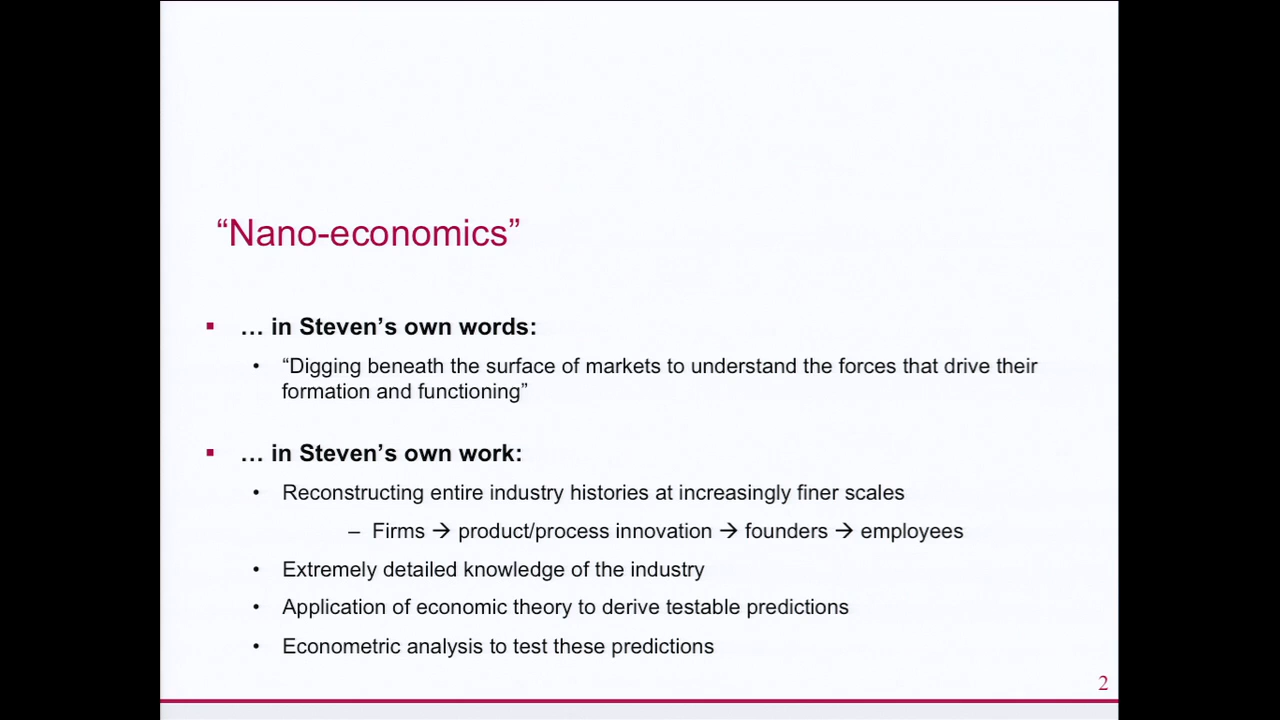 “Nano-economics”
▪ … in Steven’s own words:
• “Digging beneath the surface of markets to understand the forces that drive their
formation and functioning”
▪ … in Steven’s own work:
• Reconstructing entire industry histories at increasingly finer scales
– Firms → product/process innovation → founders → employees
• Extremely detailed knowledge of the industry
• Application of economic theory to derive testable predictions
• Econometric analysis to test these predictions
2